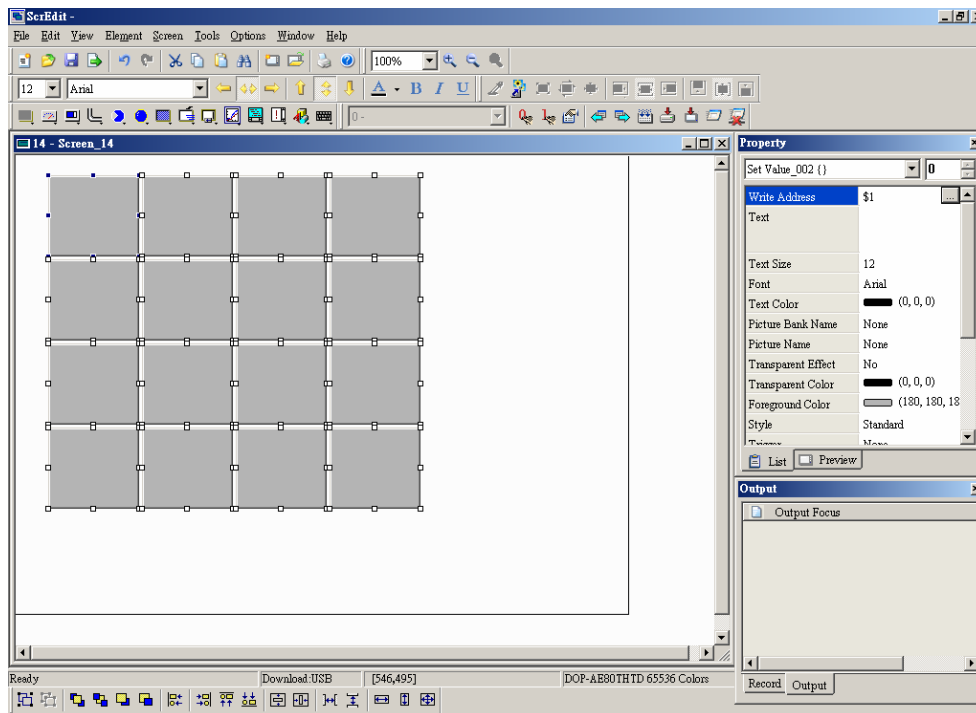 ScrEdit -
File Edit View Element Screen Tools Options Window Help
100%
12 Arial B I U
0 -
14 - Screen_14
Property
Set Value_002 {} 0
Write Address $1 ...
Text
Text Size 12
Font Arial
Text Color (0, 0, 0)
Picture Bank Name None
Picture Name None
Transparent Effect No
Transparent Color (0, 0, 0)
Foreground Color (180, 180, 18
Style Standard
Trigger None
List Preview
Output
Output Focus
Record Output
Ready Download:USB [546,495] DOP-AE80THTD 65536 Colors